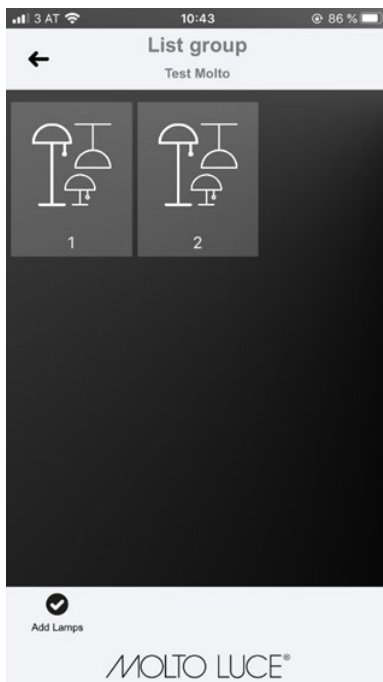 3 AT 10:43 86 %
List group
Test Molto
1 2
Add Lamps
MOLTO LUCE®